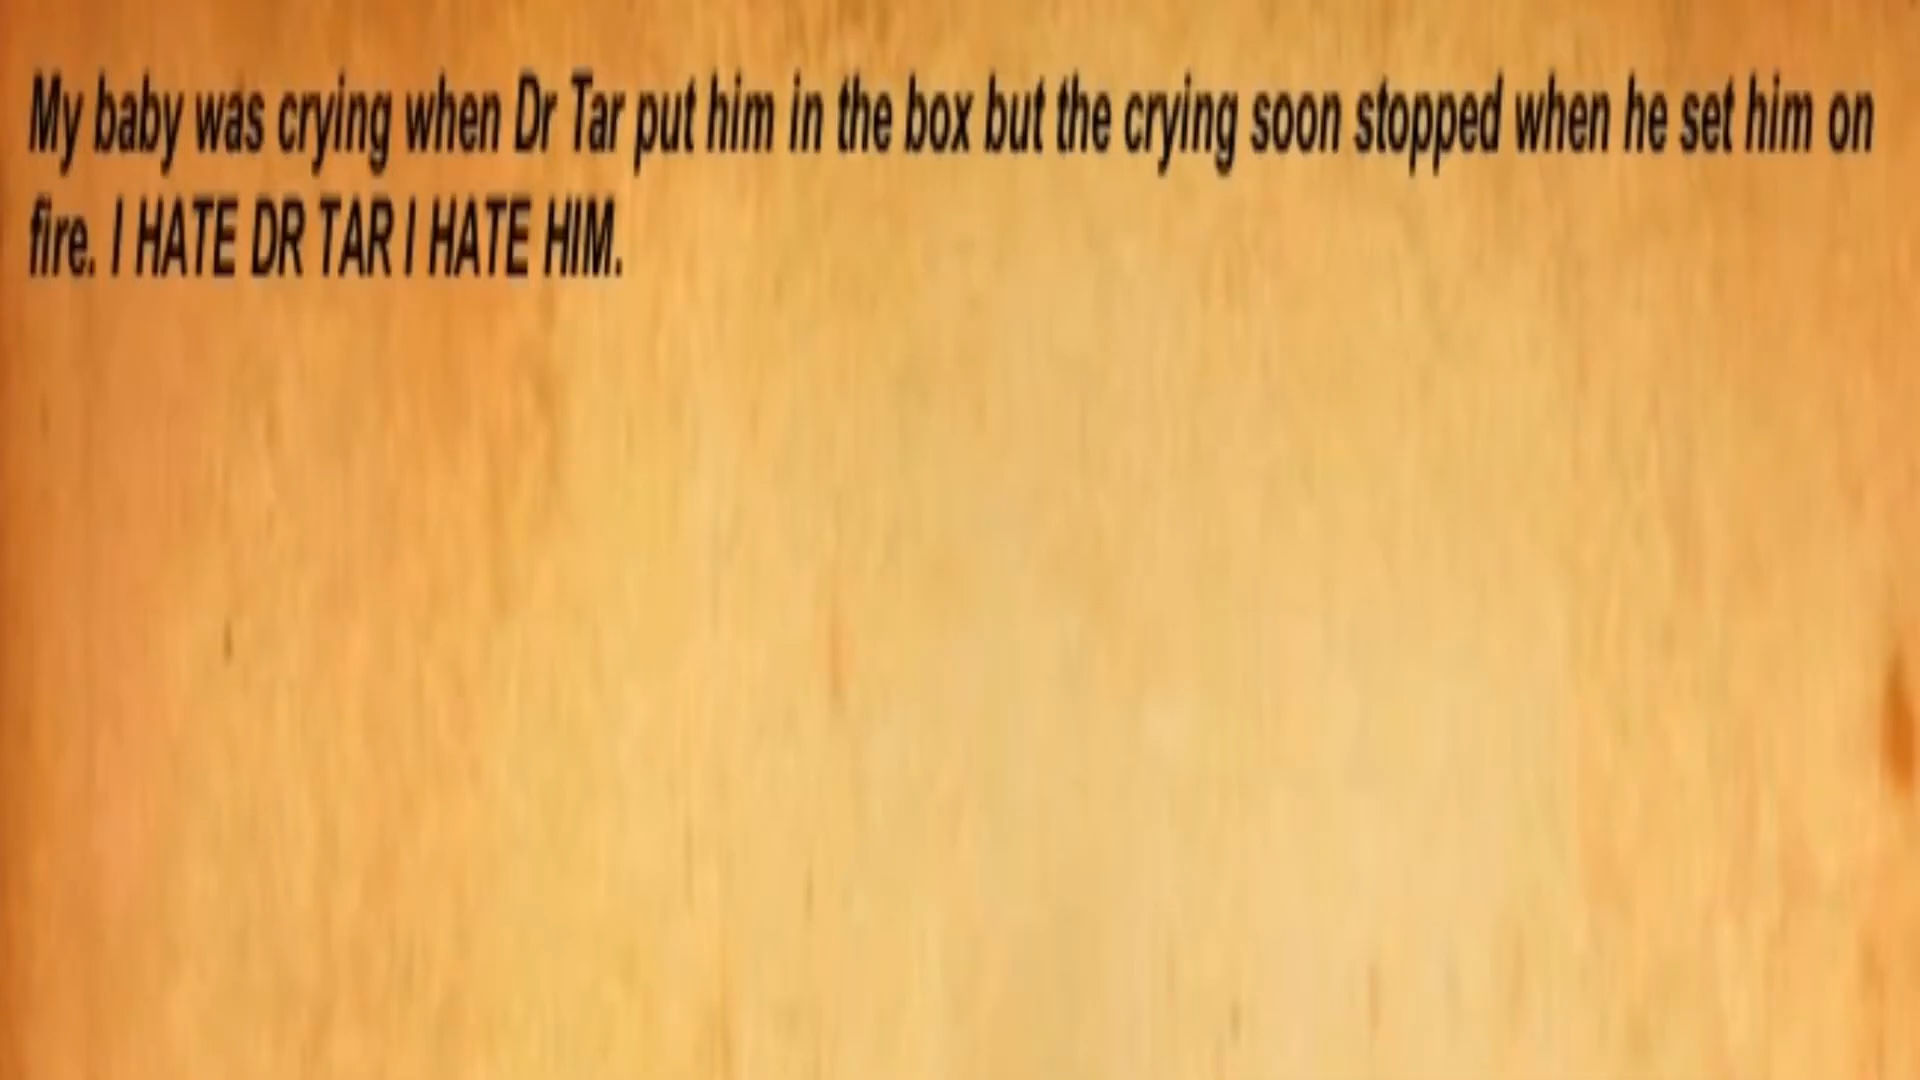 My baby was crying when Dr Tar put him in the box but the crying soon stopped when he set him on
fire. I HATE DR TAR I HATE HIM.